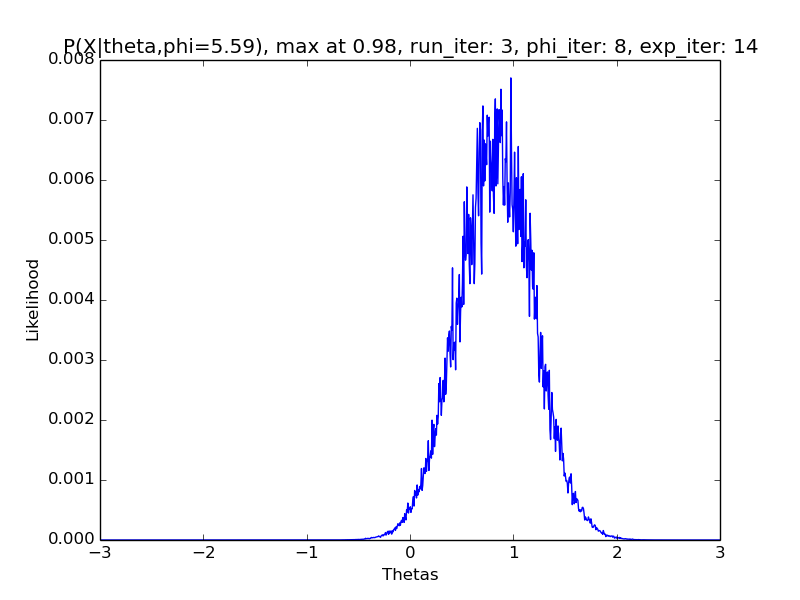 P(X|theta,phi=5.59), max at 0.98, run_iter: 3, phi_iter: 8, exp_iter: 14
0.008
0.007
0.006
0.005
0.004
0.003
0.002
0.001
0.000
Likelihood
−3 −2 −1 0 1 2 3
Thetas